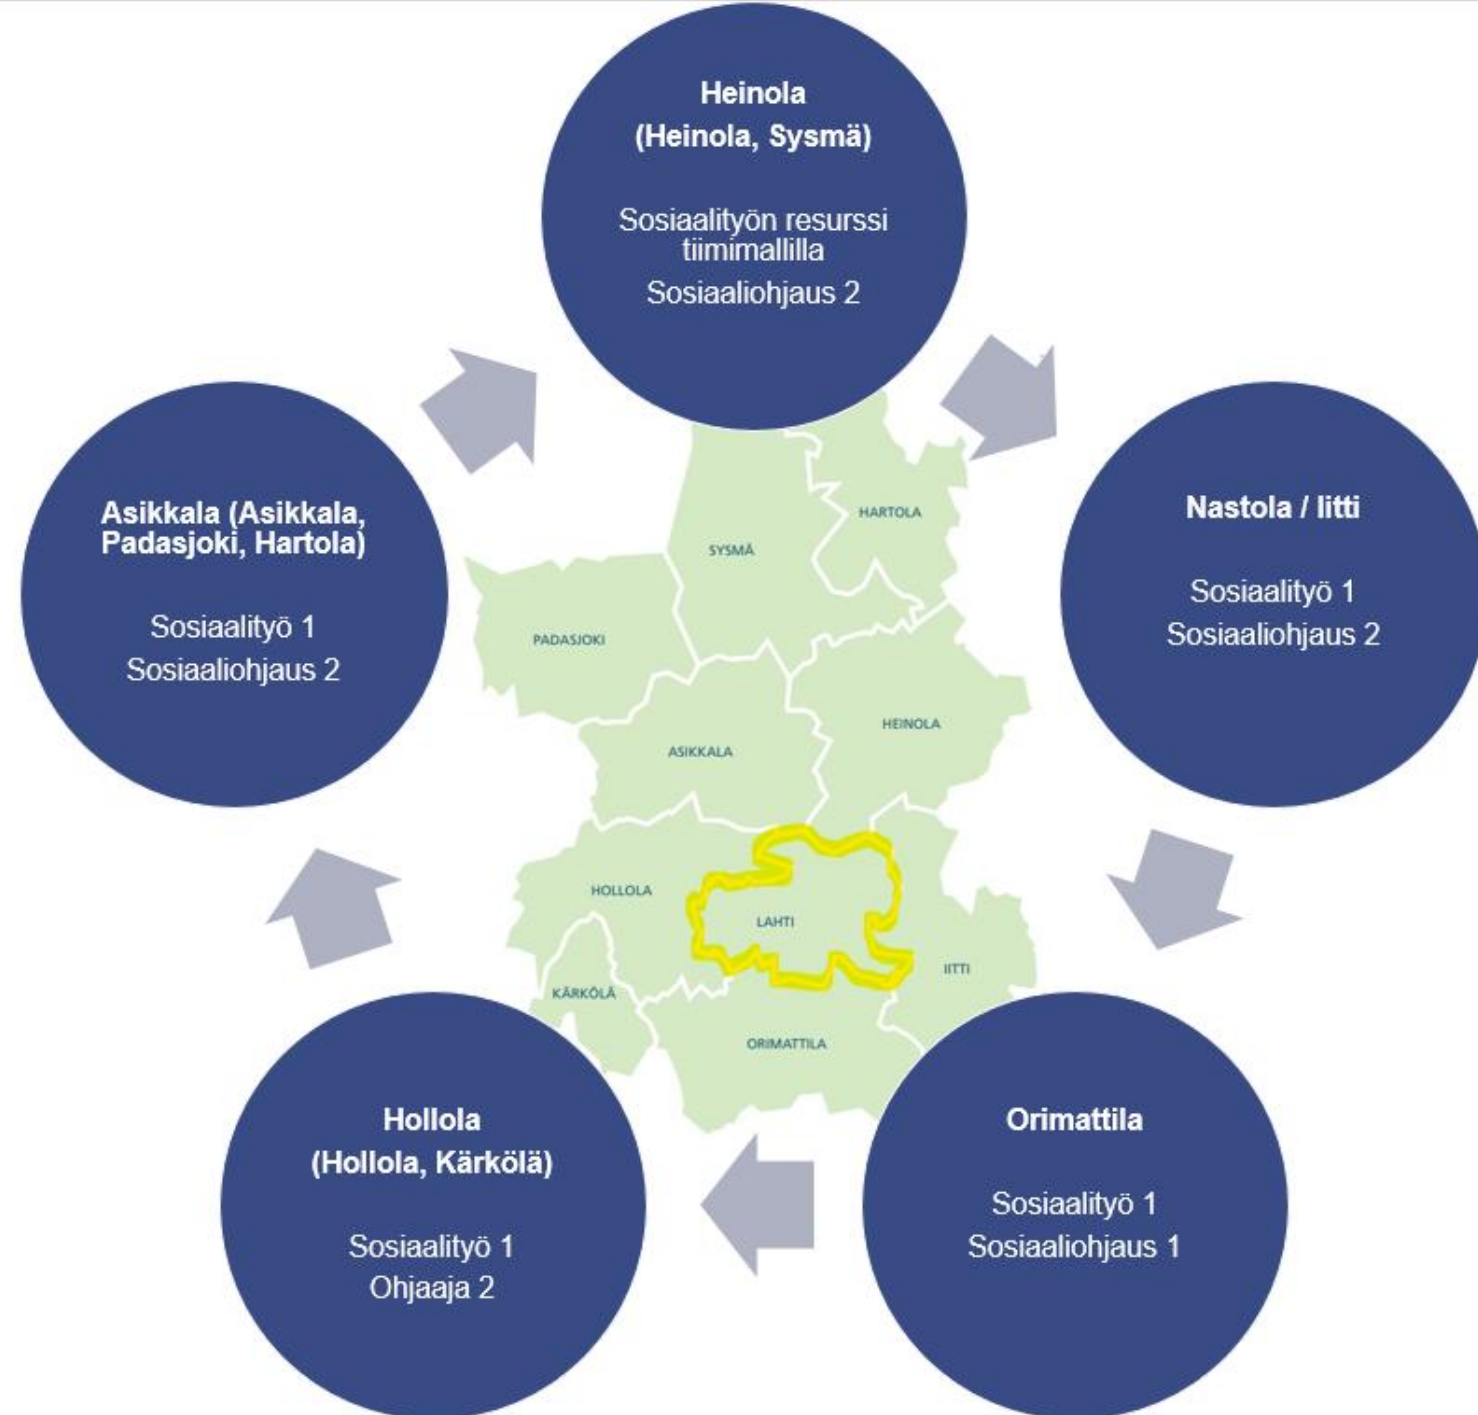 Heinola
(Heinola, Sysmä)
Sosiaalityön resurssi
tiimimallilla
Sosiaaliohjaus 2
Nastola / Iitti
Sosiaalityö 1
Sosiaaliohjaus 2
Orimattila
Sosiaalityö 1
Sosiaaliohjaus 1
Hollola
(Hollola, Kärkölä)
Sosiaalityö 1
Ohjaaja 2
Asikkala (Asikkala,
Padasjoki, Hartola)
Sosiaalityö 1
Sosiaaliohjaus 2
HARTOLA
SYSMÄ
PADASJOKI
HEINOLA
ASIKKALA
HOLLOLA
LAHTI
IITTI
KÄRKÖLÄ
ORIMATTILA